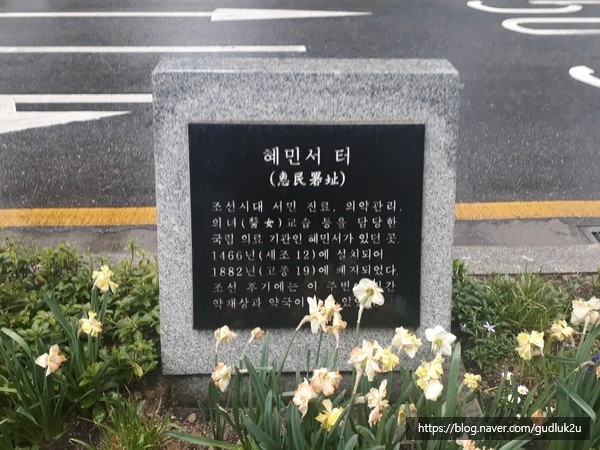 혜민서 터
(惠民署址)
조선시대 서민 진료, 의약관리,
의녀(醫女)교습 등을 담당한
국립 의료 기관인 혜민서가 있던 곳.
1466년(세조 12)에 설치되어
1882년(고종 19)에 폐지되었다.
조선 후기에는 이 주변
약재상과 약국이
https://blog.naver.com/gudluk2u